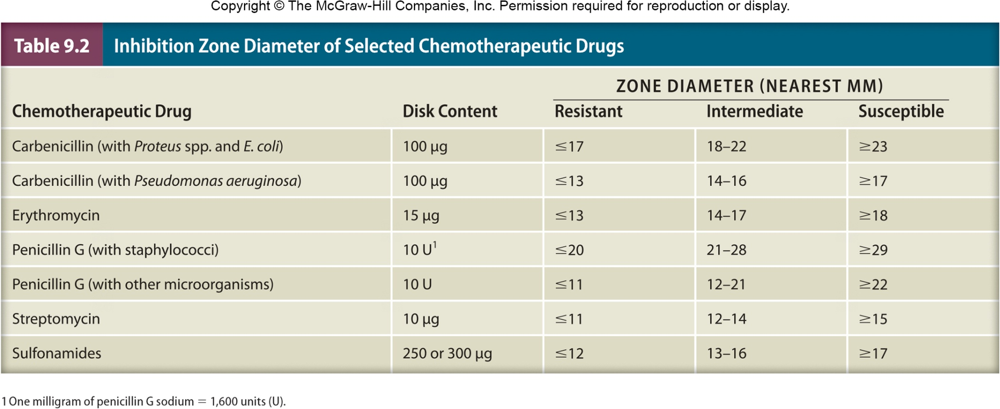 Copyright © The McGraw-Hill Companies, Inc. Permission required for reproduction or display.
Table 9.2 Inhibition Zone Diameter of Selected Chemotherapeutic Drugs
ZONE DIAMETER (NEAREST MM)
Chemotherapeutic Drug Disk Content Resistant Intermediate Susceptible
Carbenicillin (with Proteus spp. and E. coli) 100 μg ≤17 18–22 ≥23
Carbenicillin (with Pseudomonas aeruginosa) 100 μg ≤13 14–16 ≥17
Erythromycin 15 μg ≤13 14–17 ≥18
Penicillin G (with staphylococci) 10 U¹ ≤20 21–28 ≥29
Penicillin G (with other microorganisms) 10 U ≤11 12–21 ≥22
Streptomycin 10 μg ≤11 12–14 ≥15
Sulfonamides 250 or 300 μg ≤12 13–16 ≥17
1 One milligram of penicillin G sodium = 1,600 units (U).